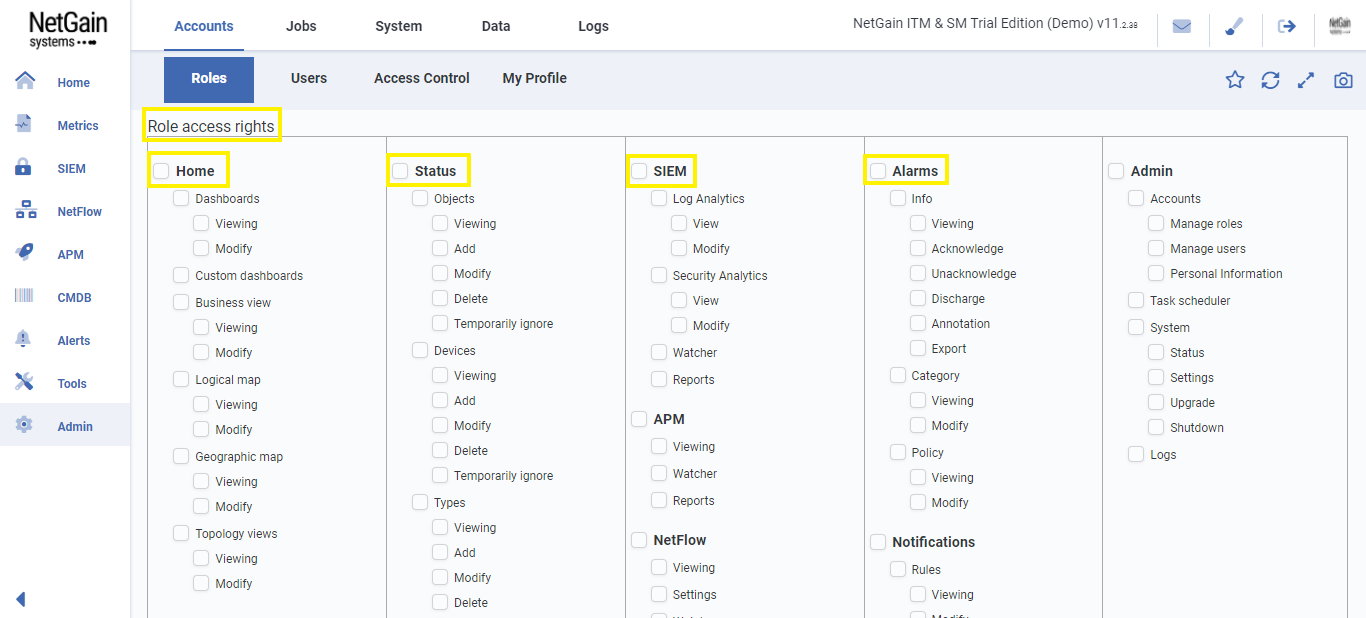 NetGain
systems
Accounts
Jobs
System
Data
Logs
NetGain ITM & SM Trial Edition (Demo) v11.2.38
NetGain
systems
Home
Metrics
SIEM
NetFlow
APM
CMDB
Alerts
Tools
Admin
Roles
Users
Access Control
My Profile
Role access rights
Home
Dashboards
Viewing
Modify
Custom dashboards
Business view
Viewing
Modify
Logical map
Viewing
Modify
Geographic map
Viewing
Modify
Topology views
Viewing
Modify
Status
Objects
Viewing
Add
Modify
Delete
Temporarily ignore
Devices
Viewing
Add
Modify
Delete
Temporarily ignore
Types
Viewing
Add
Modify
Delete
SIEM
Log Analytics
View
Modify
Security Analytics
View
Modify
Watcher
Reports
APM
Viewing
Watcher
Reports
NetFlow
Viewing
Settings
Alarms
Info
Viewing
Acknowledge
Unacknowledge
Discharge
Annotation
Export
Category
Viewing
Modify
Policy
Viewing
Modify
Notifications
Rules
Viewing
Modify
Admin
Accounts
Manage roles
Manage users
Personal Information
Task scheduler
System
Status
Settings
Upgrade
Shutdown
Logs